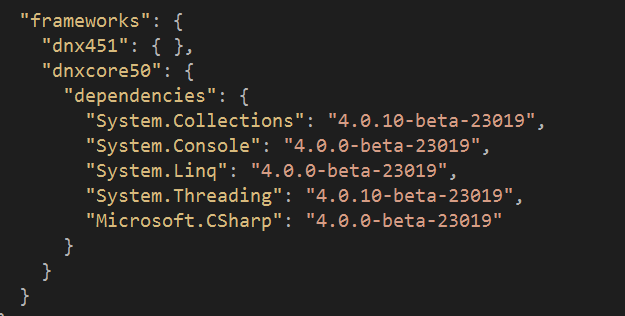 "frameworks": {
"dnx451": { },
"dnxcore50": {
"dependencies": {
"System.Collections": "4.0.10-beta-23019",
"System.Console": "4.0.0-beta-23019",
"System.Linq": "4.0.0-beta-23019",
"System.Threading": "4.0.10-beta-23019",
"Microsoft.CSharp": "4.0.0-beta-23019"
}
}
}